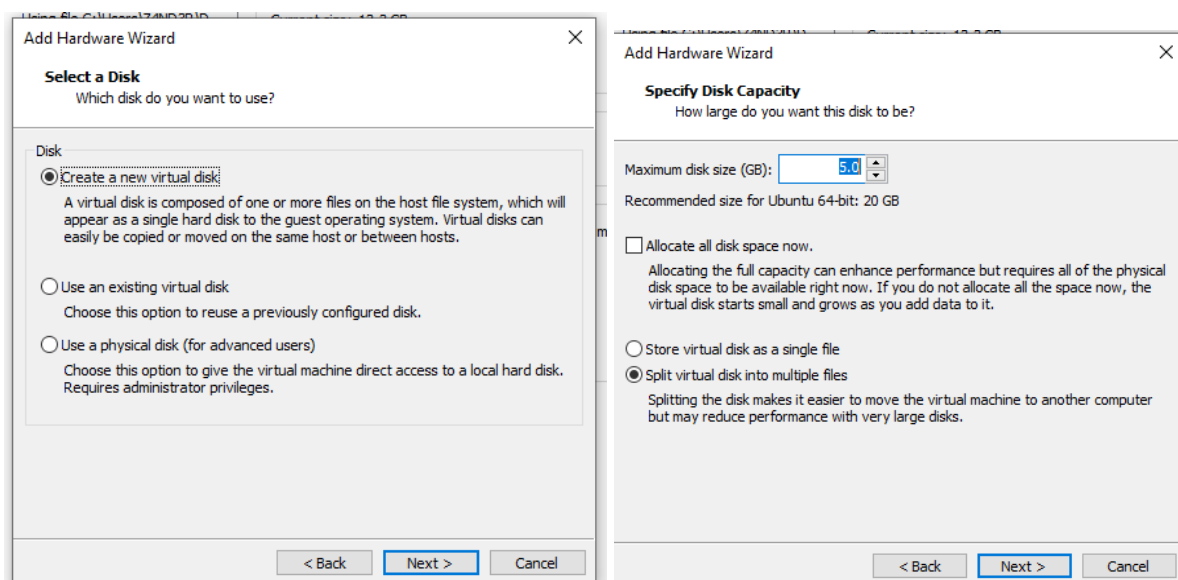 Using file C:\Users\Z4ND3R\D
Current size: 12.2 GB
Add Hardware Wizard
Select a Disk
Which disk do you want to use?
Disk
Create a new virtual disk
A virtual disk is composed of one or more files on the host file system, which will
appear as a single hard disk to the guest operating system. Virtual disks can
easily be copied or moved on the same host or between hosts.
Use an existing virtual disk
Choose this option to reuse a previously configured disk.
Use a physical disk (for advanced users)
Choose this option to give the virtual machine direct access to a local hard disk.
Requires administrator privileges.
< Back
Next >
Cancel
m
Add Hardware Wizard
Specify Disk Capacity
How large do you want this disk to be?
Maximum disk size (GB): 5.0
Recommended size for Ubuntu 64-bit: 20 GB
Allocate all disk space now.
Allocating the full capacity can enhance performance but requires all of the physical
disk space to be available right now. If you do not allocate all the space now, the
virtual disk starts small and grows as you add data to it.
Store virtual disk as a single file
Split virtual disk into multiple files
Splitting the disk makes it easier to move the virtual machine to another computer
but may reduce performance with very large disks.
< Back
Next >
Cancel